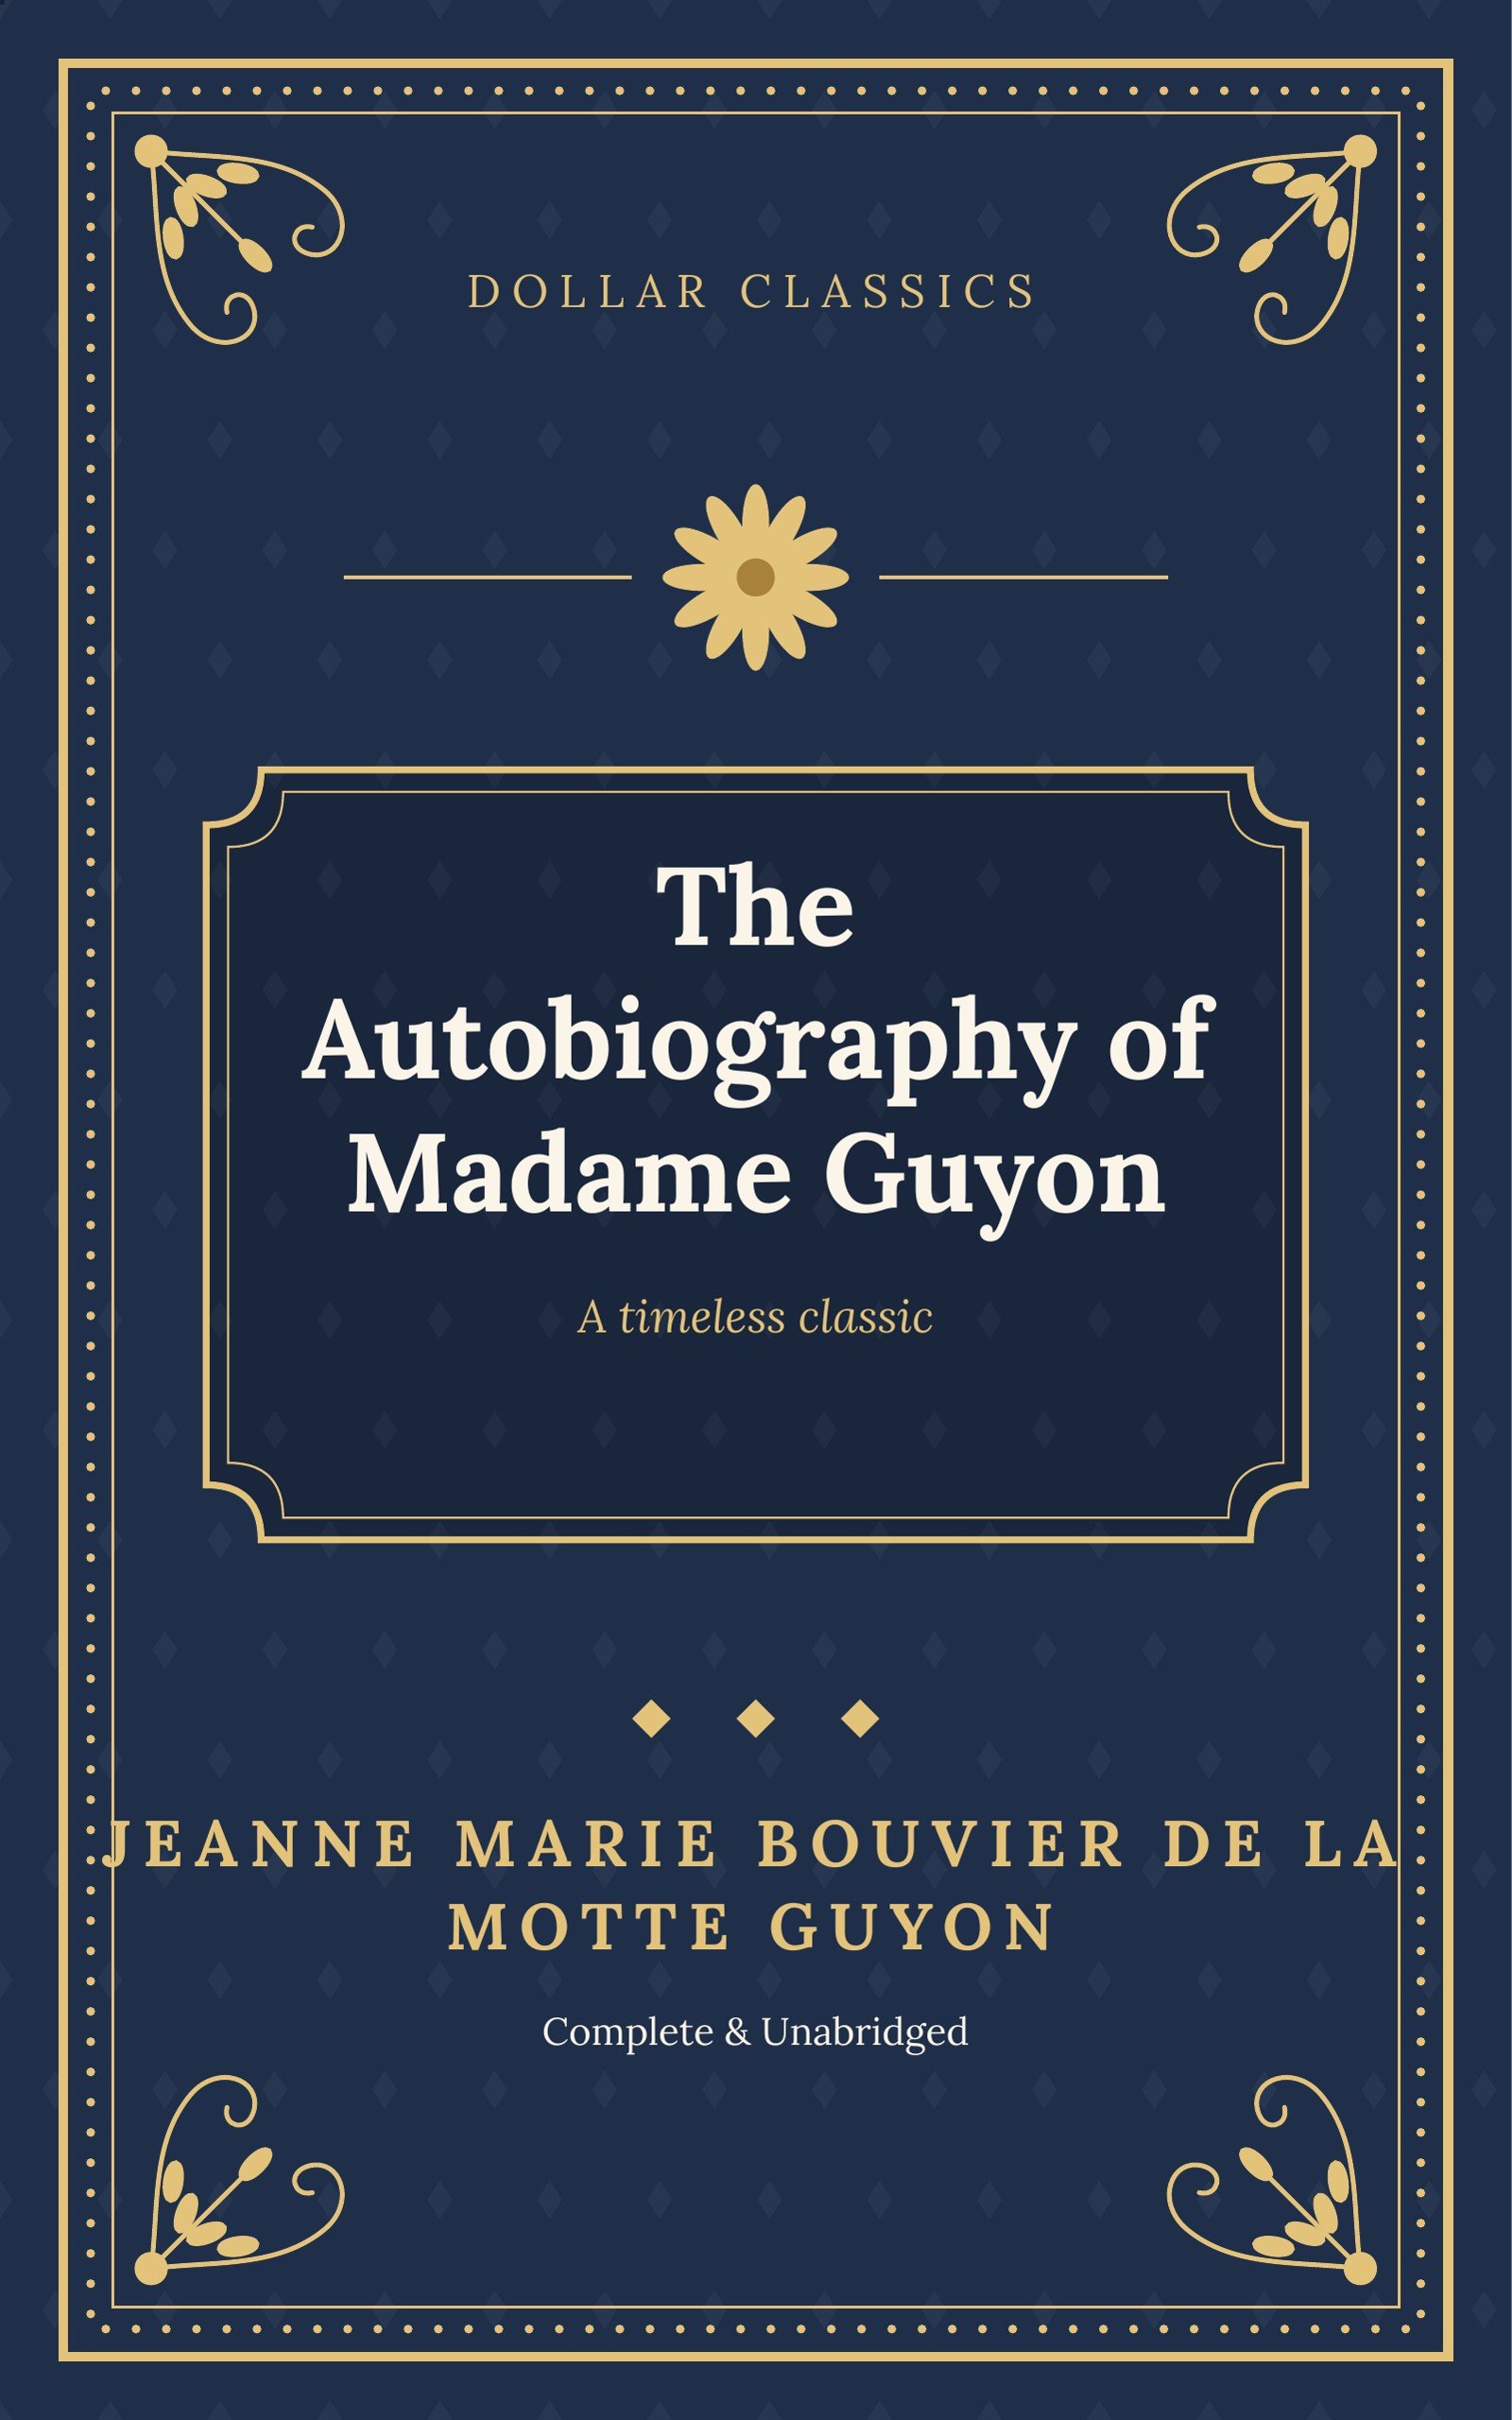 DOLLAR CLASSICS
The
Autobiography of
Madame Guyon
A timeless classic
JEANNE MARIE BOUVIER DE LA
MOTTE GUYON
Complete & Unabridged